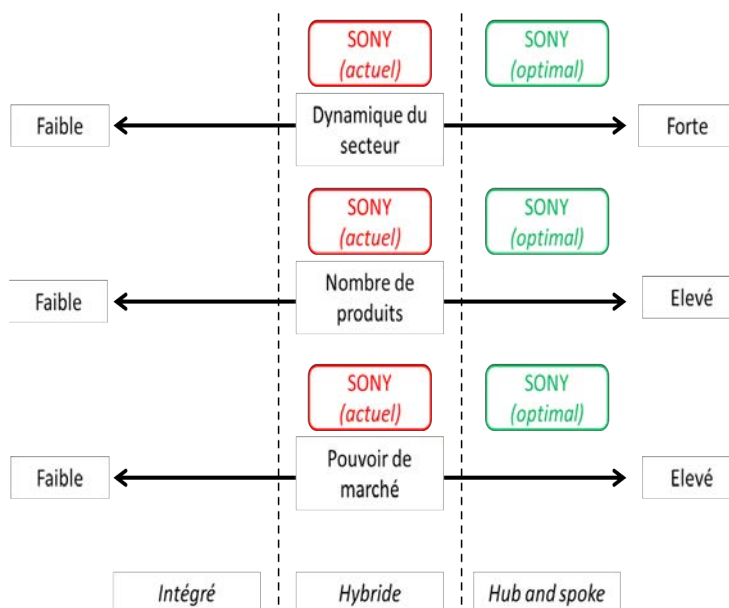 SONY
(actuel)
SONY
(optimal)
Faible
Dynamique du
secteur
Forte
SONY
(actuel)
SONY
(optimal)
Faible
Nombre de
produits
Elevé
SONY
(actuel)
SONY
(optimal)
Faible
Pouvoir de
marché
Elevé
Intégré
Hybride
Hub and spoke